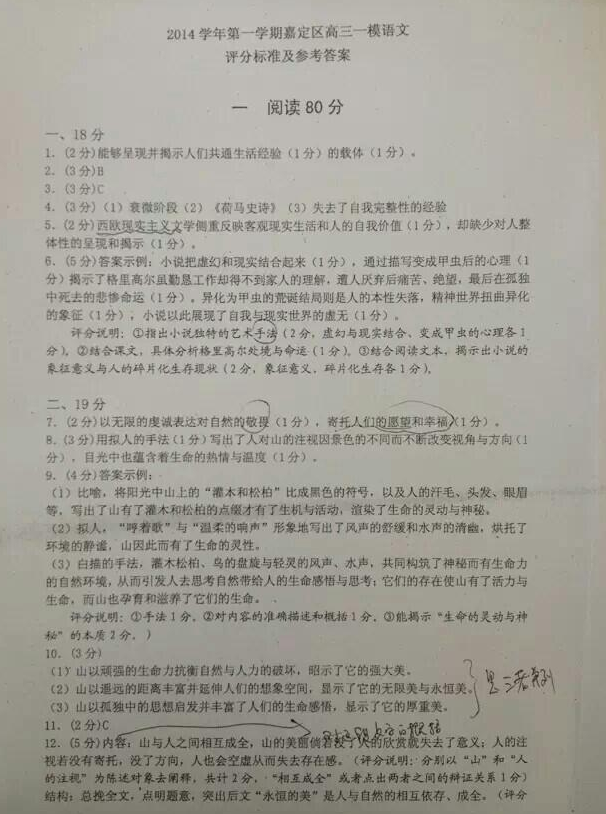 2014学年第一学期嘉定区高三一模语文
评分标准及参考答案
一 阅读80分
一、18分
1.(2分)能够呈现并揭示人们共通生活经验(1分)的载体(1分)。
2.(3分)B
3.(3分)C
4.(3分)(1)衰微阶段(2)《荷马史诗》(3)失去了自我完整性的经验
5.(2分)西欧现实主义文学侧重反映客观现实生活和人的自我价值(1分),却缺少对人整
体性的呈现和揭示(1分)。
6.(5分)答案示例:小说把虚幻和现实结合起来(1分),通过描写变成甲虫后的心理(1
分)揭示了格里高尔虽勤恳工作却得不到家人的理解,遭人厌弃后痛苦、绝望,最后在孤独
中死去的悲惨命运(1分)。异化为甲虫的荒诞结局则是人的本性失落,精神世界扭曲异化
的象征(1分),小说以此展现了自我与现实世界的虚无(1分)。
评分说明:①指出小说独特的艺术手法(2分,虚幻与现实结合、变成甲虫的心理各1
分)。②结合课文,具体分析格里高尔处境与命运(1分)。③结合阅读文本,揭示出小说的
象征意义与人的碎片化生存现状(2分,象征意义、碎片化生存各1分)。
二、19分
7.(2分)以无限的虔诚表达对自然的敬畏(1分),寄托人们的愿望和幸福(1分)。
8.(3分)用拟人的手法(1分)写出了人对山的注视因景色的不同而不断改变视角与方向(1
分),目光中也蕴含着生命的热情与温度(1分)。
9.(4分)答案示例:
(1)比喻,将阳光中山上的“灌木和松柏”比成黑色的符号,以及人的汗毛、头发、眼眉
等,写出了山有了灌木和松柏的点缀才有了生机与活动,渲染了生命的灵动与神秘。
(2)拟人,“哼着歌”与“温柔的响声”形象地写出了风声的舒缓和水声的清幽,烘托了
环境的静谧,山因此而有了生命的灵性。
(3)白描的手法,灌木松柏、鸟的盘旋与轻灵的风声、水声,共同构筑了神秘而有生命力
的自然环境,从而引发人去思考自然带给人的生命感悟与思考;它们的存在使山有了活力与
生命,而山也孕育和滋养了它们的生命。
评分说明:①手法1分,②对内容的准确描述和概括1分,③能揭示“生命的灵动与神
秘”的本质2分。)
10.(3分)
(1)山以顽强的生命力抗衡自然与人力的破坏,昭示了它的强大美。
(2)山以遥远的距离丰富并延伸人们的想象空间,显示了它的无限美与永恒美。
(3)山以孤独中的思想启发并丰富了人们的生命感悟,显示了它的厚重美。
11.(2分)C
12.(5分)内容:山与人之间相互成全,山的美丽倘若没了人的欣赏就失去了意义;人的注
视若没有寄托,没了方向,人也会空虚从而失去存在感。(评分说明:分别以“山”和“人
的注视”为陈述对象去阐释,共计2分,“相互成全”或者点出两者之间的辩证关系1分)
结构:总挽全文,点明题意,突出后文“永恒的美”是人与自然的相互依存、成全。(评分